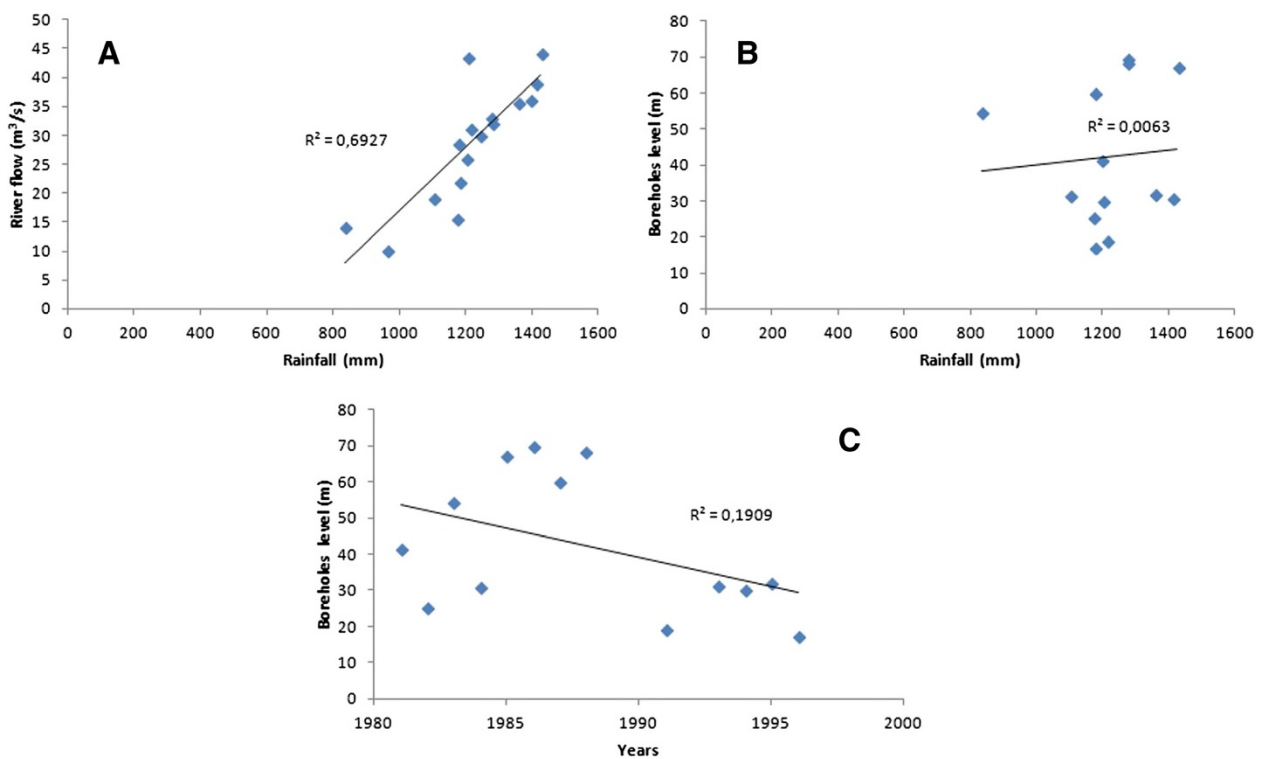 A
50
45
40
35
30
25
20
15
10
5
0
River flow (m³/s)
R² = 0,6927
0 200 400 600 800 1000 1200 1400 1600
Rainfall (mm)
B
80
70
60
50
40
30
20
10
0
Boreholes level (m)
R² = 0,0063
0 200 400 600 800 1000 1200 1400 1600
Rainfall (mm)
C
80
70
60
50
40
30
20
10
0
Boreholes level (m)
R² = 0,1909
1980 1985 1990 1995 2000
Years